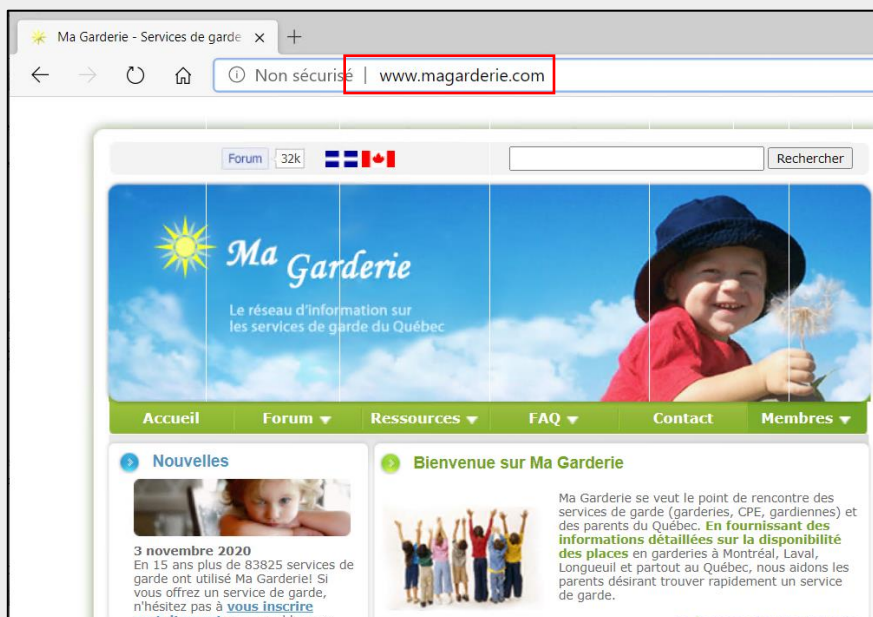 Ma Garderie - Services de garde
Non sécurisé | www.magarderie.com
Forum 32k
Rechercher
Ma Garderie
Le réseau d'information sur
les services de garde du Québec
Accueil Forum Ressources FAQ Contact Membres
Nouvelles
3 novembre 2020
En 15 ans plus de 83825 services de
garde ont utilisé Ma Garderie! Si
vous offrez un service de garde,
n'hésitez pas à vous inscrire
Bienvenue sur Ma Garderie
Ma Garderie se veut le point de rencontre des
services de garde (garderies, CPE, gardiennes) et
des parents du Québec. En fournissant des
informations détaillées sur la disponibilité
des places en garderies à Montréal, Laval,
Longueuil et partout au Québec, nous aidons les
parents désirant trouver rapidement un service
de garde.